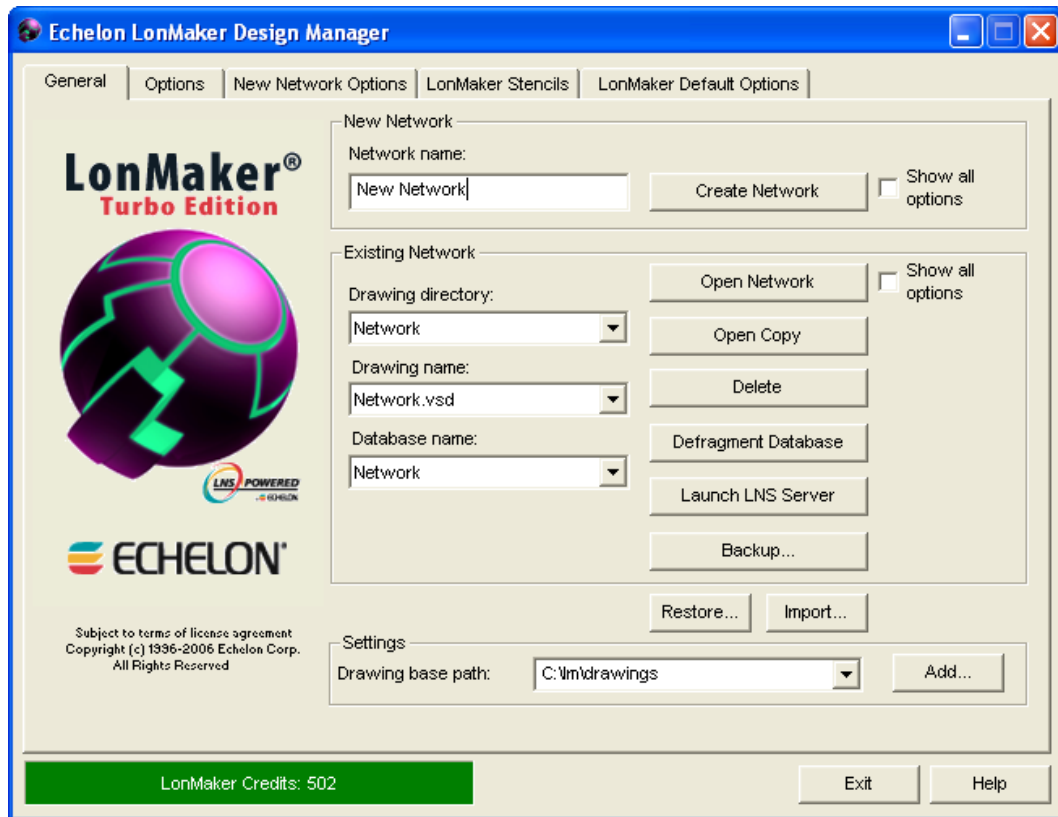 Echelon LonMaker Design Manager
General
Options
New Network Options
LonMaker Stencils
LonMaker Default Options
LonMaker®
Turbo Edition
LNS POWERED
ECHELON
ECHELON
Subject to terms of license agreement
Copyright (c) 1996-2006 Echelon Corp.
All Rights Reserved
New Network
Network name:
New Network
Create Network
Show all
options
Existing Network
Drawing directory:
Network
Drawing name:
Network.vsd
Database name:
Network
Open Network
Show all
options
Open Copy
Delete
Defragment Database
Launch LNS Server
Backup...
Restore...
Import...
Settings
Drawing base path:
C:\lm\drawings
Add...
LonMaker Credits: 502
Exit
Help